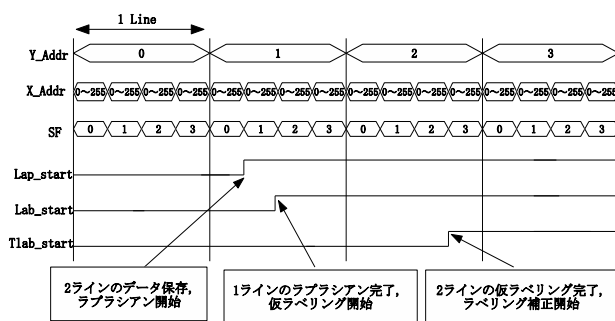 1 Line
Y_Addr 0 1 2 3
X_Addr 0～255 0～255 0～255 0～255 0～255 0～255 0～255 0～255 0～255 0～255 0～255 0～255 0～255 0～255 0～255 0～255
SF 0 1 2 3 0 1 2 3 0 1 2 3 0 1 2 3
Lap_start
Lab_start
Tlab_start
2ラインのデータ保存,
ラプラシアン開始
1ラインのラプラシアン完了,
仮ラベリング開始
2ラインの仮ラベリング完了,
ラベリング補正開始